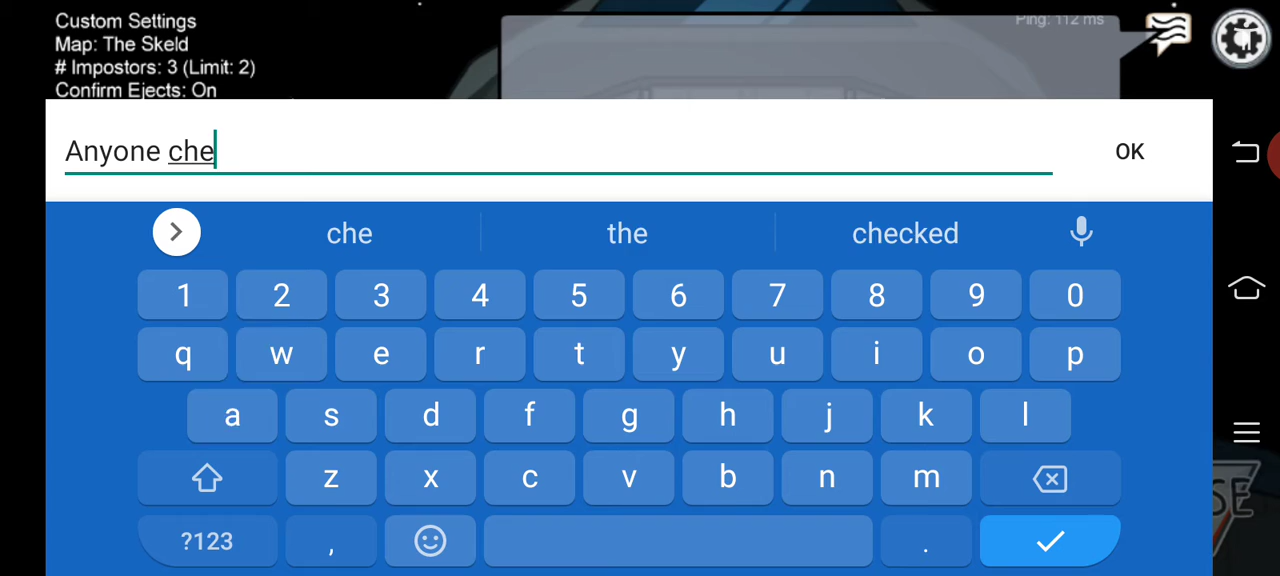 Custom Settings
Map: The Skeld
# Impostors: 3 (Limit: 2)
Confirm Ejects: On
Ping: 112 ms
Anyone che
OK
che the checked
1 2 3 4 5 6 7 8 9 0
q w e r t y u i o p
a s d f g h j k l
z x c v b n m
?123 , .
SE